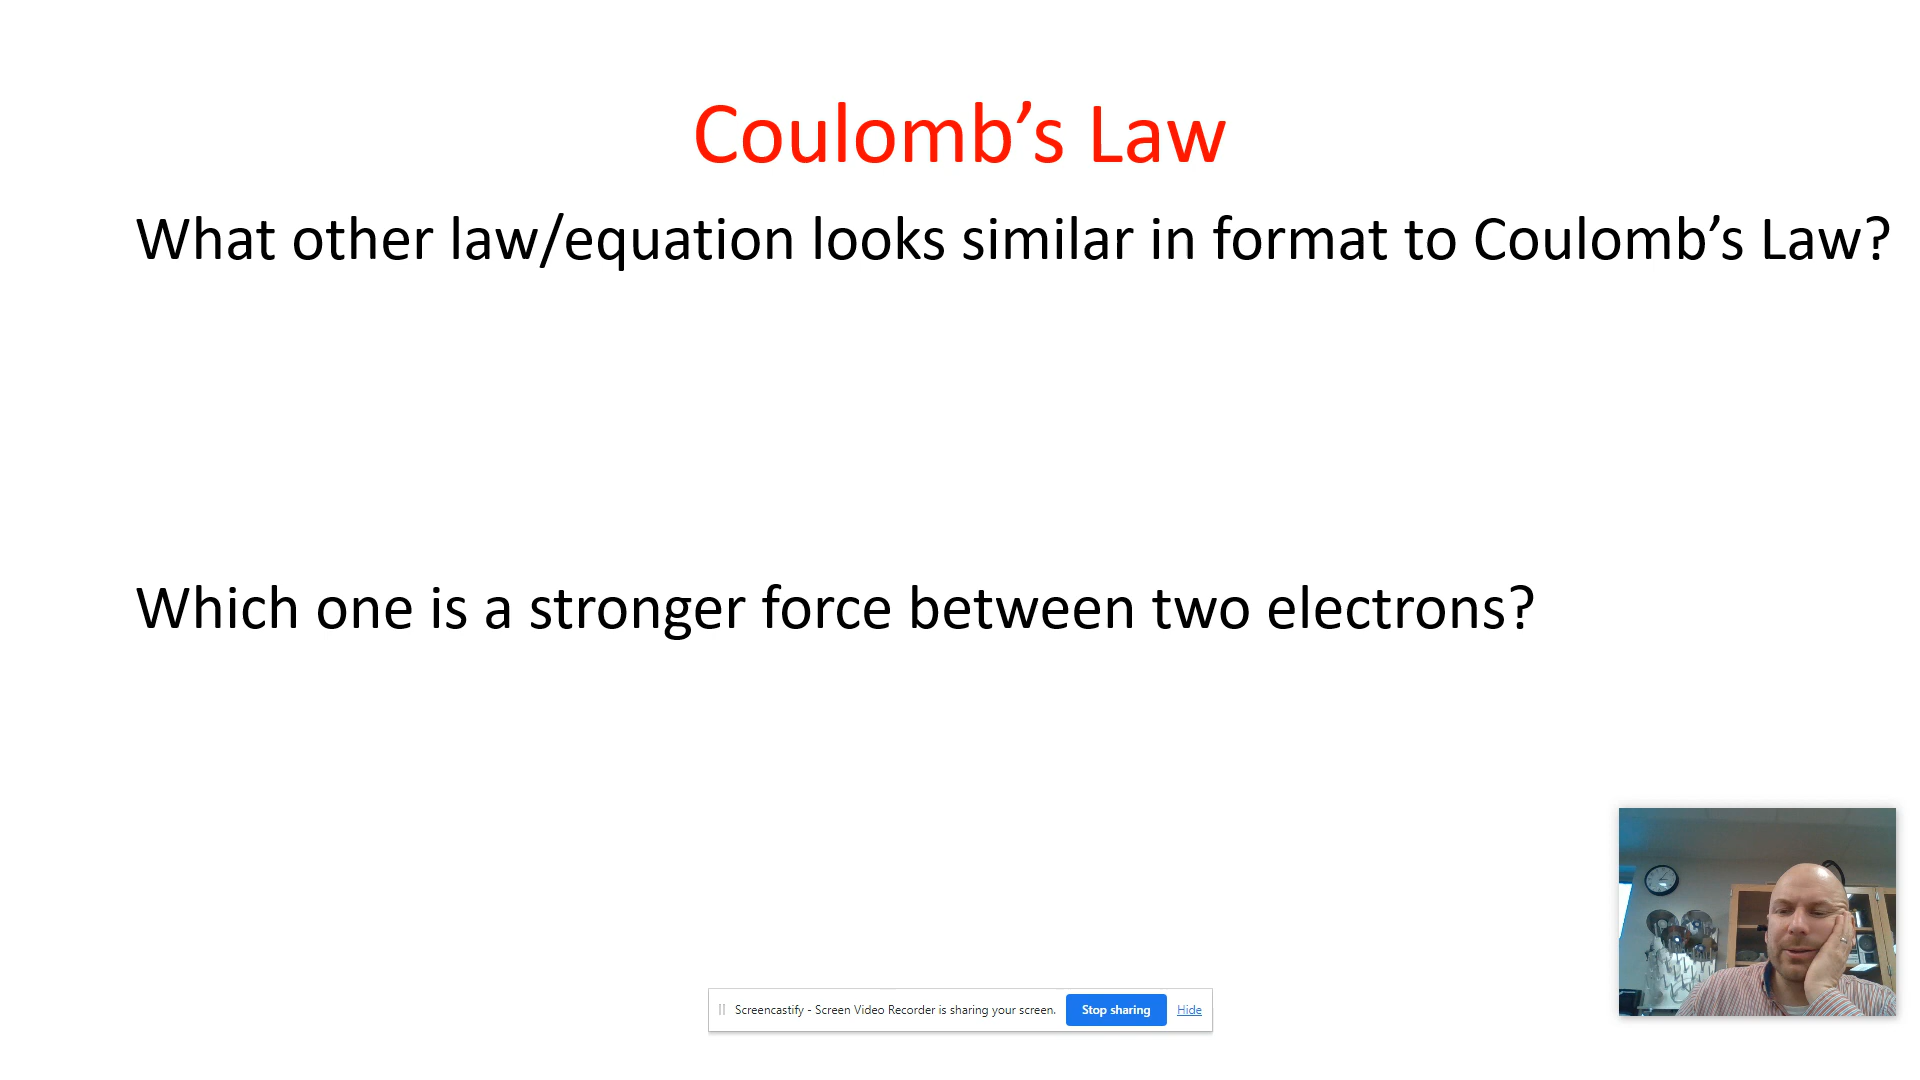 Coulomb’s Law
What other law/equation looks similar in format to Coulomb’s Law?
Which one is a stronger force between two electrons?
Screencastify - Screen Video Recorder is sharing your screen. Stop sharing Hide